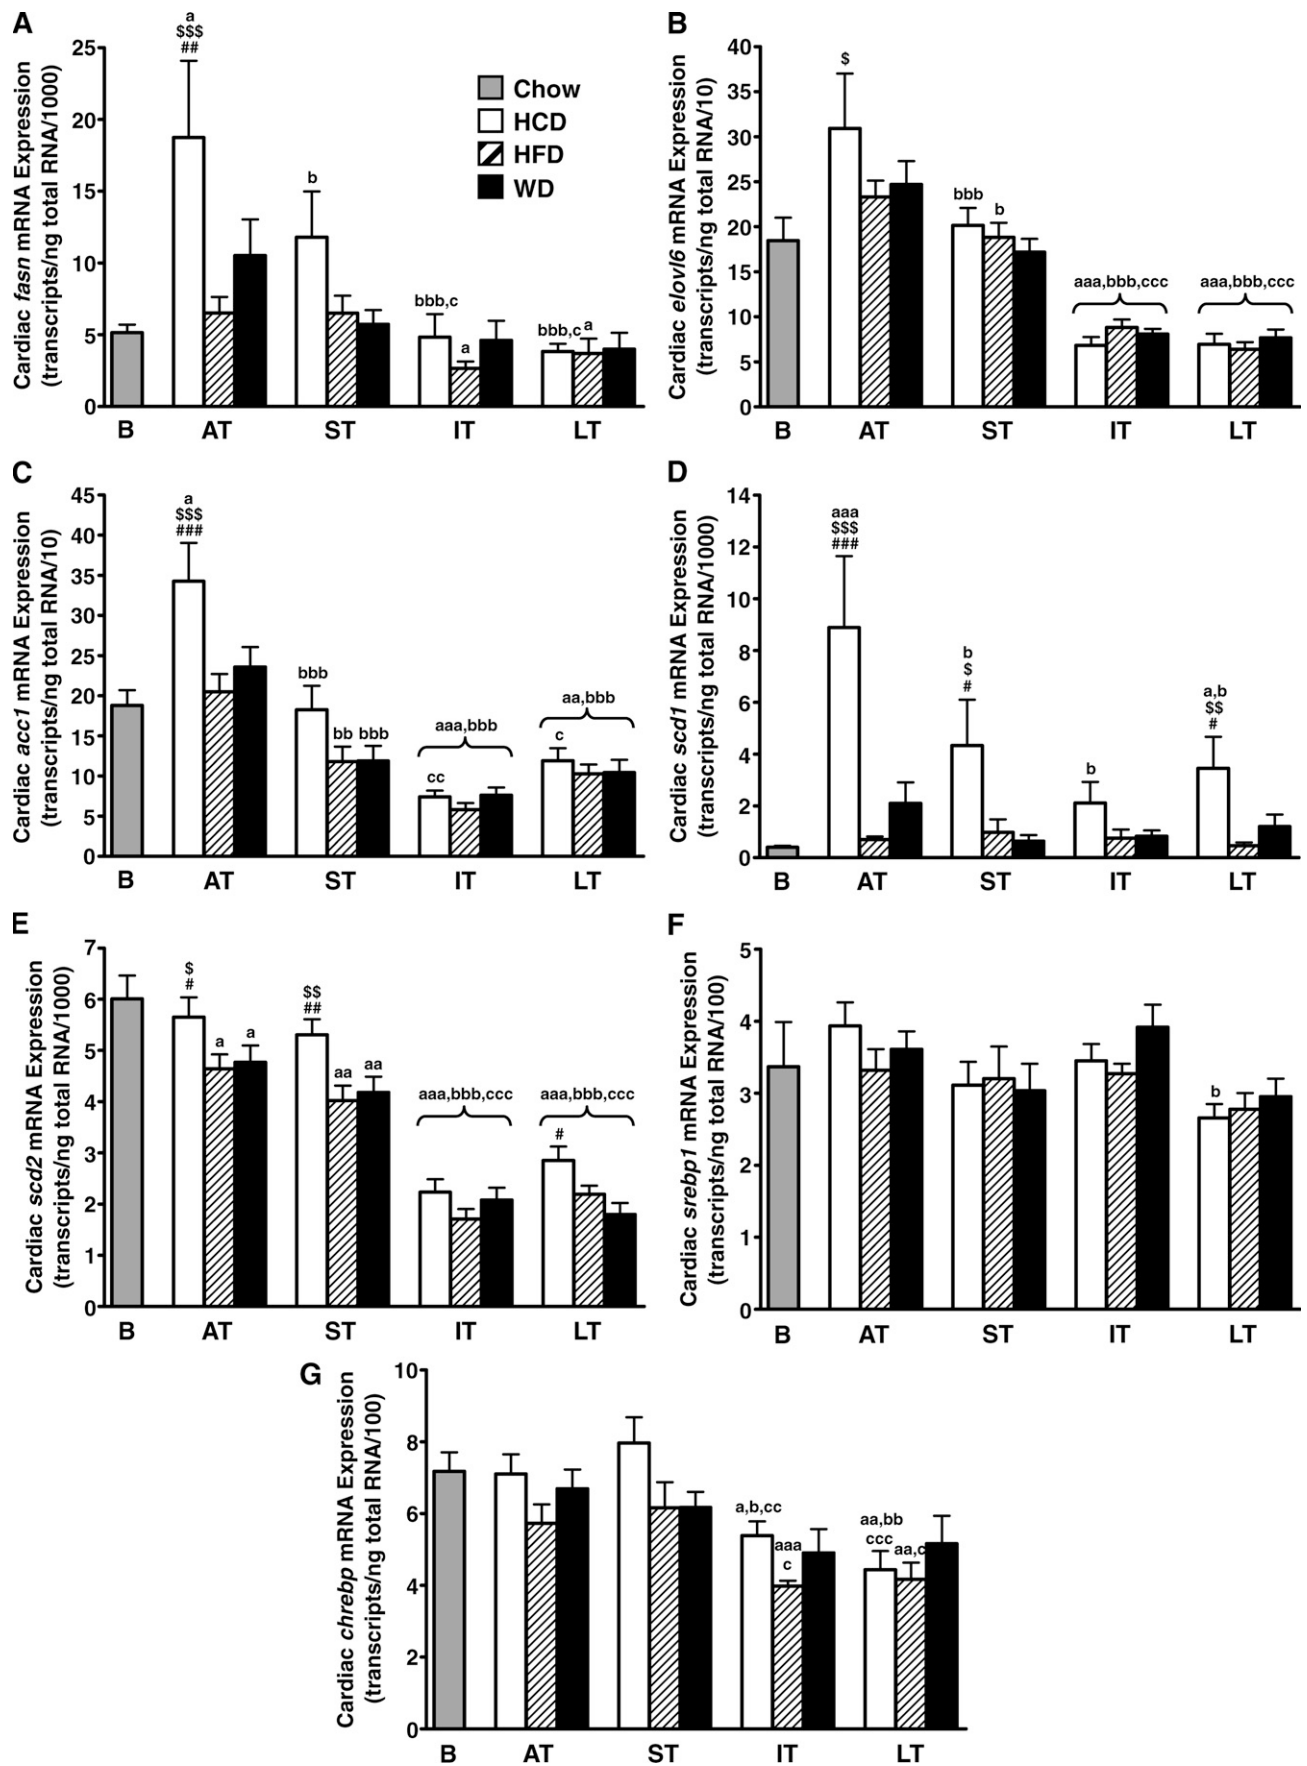 A
Cardiac fasn mRNA Expression
(transcripts/ng total RNA/1000)
25
20
15
10
5
0
a
$$$
##
b
bbb,c
a
bbb,c
a
B
AT
ST
IT
LT
Chow
HCD
HFD
WD
B
Cardiac elovl6 mRNA Expression
(transcripts/ng total RNA/10)
40
35
30
25
20
15
10
5
0
$
bbb
b
aaa,bbb,ccc
aaa,bbb,ccc
B
AT
ST
IT
LT
C
Cardiac acc1 mRNA Expression
(transcripts/ng total RNA/10)
45
40
35
30
25
20
15
10
5
0
a
$$$
###
bbb
bb
bbb
aaa,bbb
cc
aa,bbb
c
B
AT
ST
IT
LT
D
Cardiac scd1 mRNA Expression
(transcripts/ng total RNA/1000)
14
12
10
8
6
4
2
0
aaa
$$$
###
b
$
#
b
a,b
$$
#
B
AT
ST
IT
LT
E
Cardiac scd2 mRNA Expression
(transcripts/ng total RNA/1000)
7
6
5
4
3
2
1
0
$
#
a
a
$$
##
aa
aa
aaa,bbb,ccc
aaa,bbb,ccc
#
B
AT
ST
IT
LT
F
Cardiac srebp1 mRNA Expression
(transcripts/ng total RNA/100)
5
4
3
2
1
0
b
B
AT
ST
IT
LT
G
Cardiac chrebp mRNA Expression
(transcripts/ng total RNA/100)
10
8
6
4
2
0
a,b,cc
aaa
c
aa,bb
ccc
aa,c
B
AT
ST
IT
LT